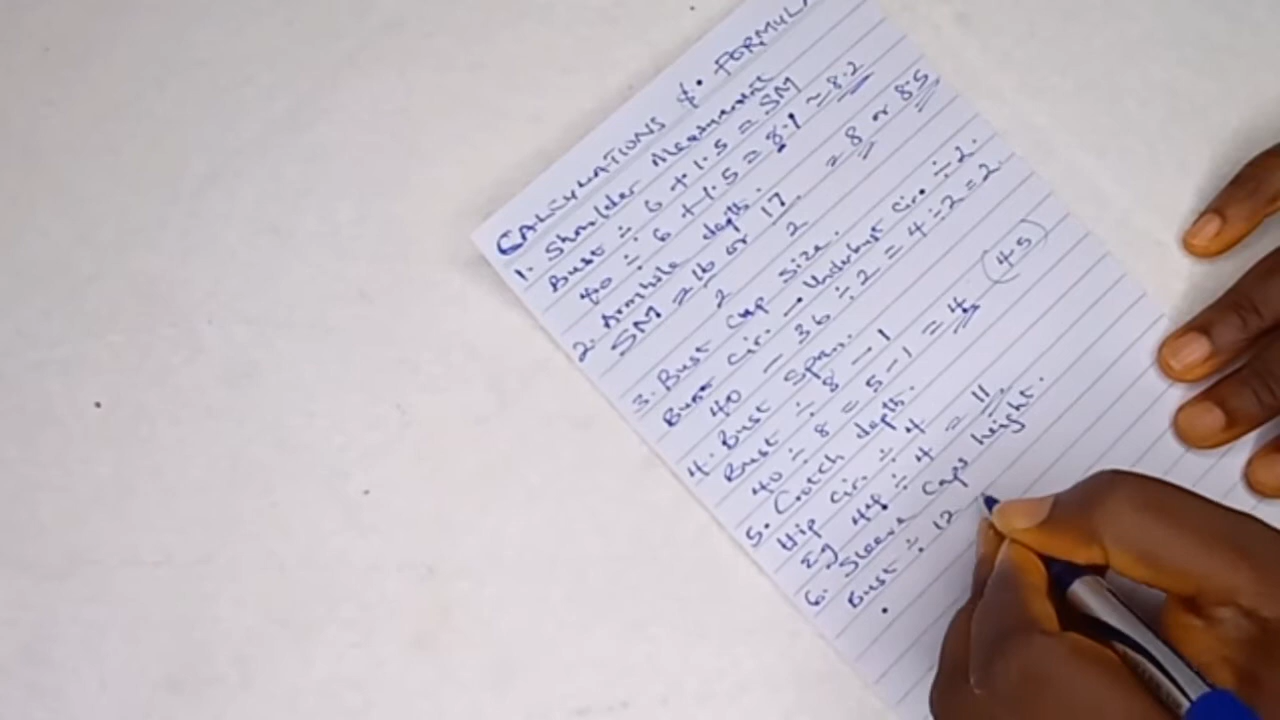 CALCULATIONS & FORMULA
1. Shoulder Measurement
Bust ÷ 6 + 1.5 = SM
40 ÷ 6 + 1.5 = 8.1 ≈ 8.2
2. Armhole depth.
SM = 16 or 17 = 8 or 8.5
2 2
3. Bust Cup Size.
Bust Cir. - Underbust Cir. ÷ 2.
40 - 36 ÷ 2 = 4 ÷ 2 = 2.
4. Bust Span.
Bust ÷ 8 - 1
40 ÷ 8 = 5 - 1 = 4 (4.5)
5. Crotch depth.
Hip Cir. ÷ 4
Eg 44 ÷ 4 = 11.
6. Sleeve Caps height.
Bust ÷ 12